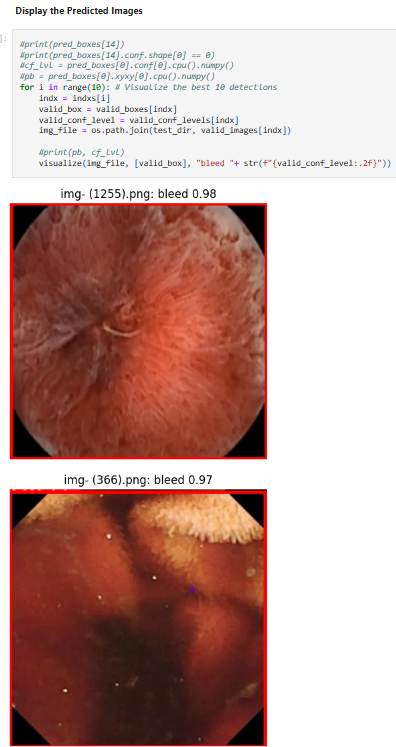 Display the Predicted Images
]:
#print(pred_boxes[14])
#print(pred_boxes[14].conf.shape[0] == 0)
#cf_lvl = pred_boxes[0].conf[0].cpu().numpy()
#pb = pred_boxes[0].xyxy[0].cpu().numpy()
for i in range(10): # Visualize the best 10 detections
indx = indxs[i]
valid_box = valid_boxes[indx]
valid_conf_level = valid_conf_levels[indx]
img_file = os.path.join(test_dir, valid_images[indx])
#print(pb, cf_lvl)
visualize(img_file, [valid_box], "bleed "+ str(f"{valid_conf_level:.2f}"))
img- (1255).png: bleed 0.98
img- (366).png: bleed 0.97